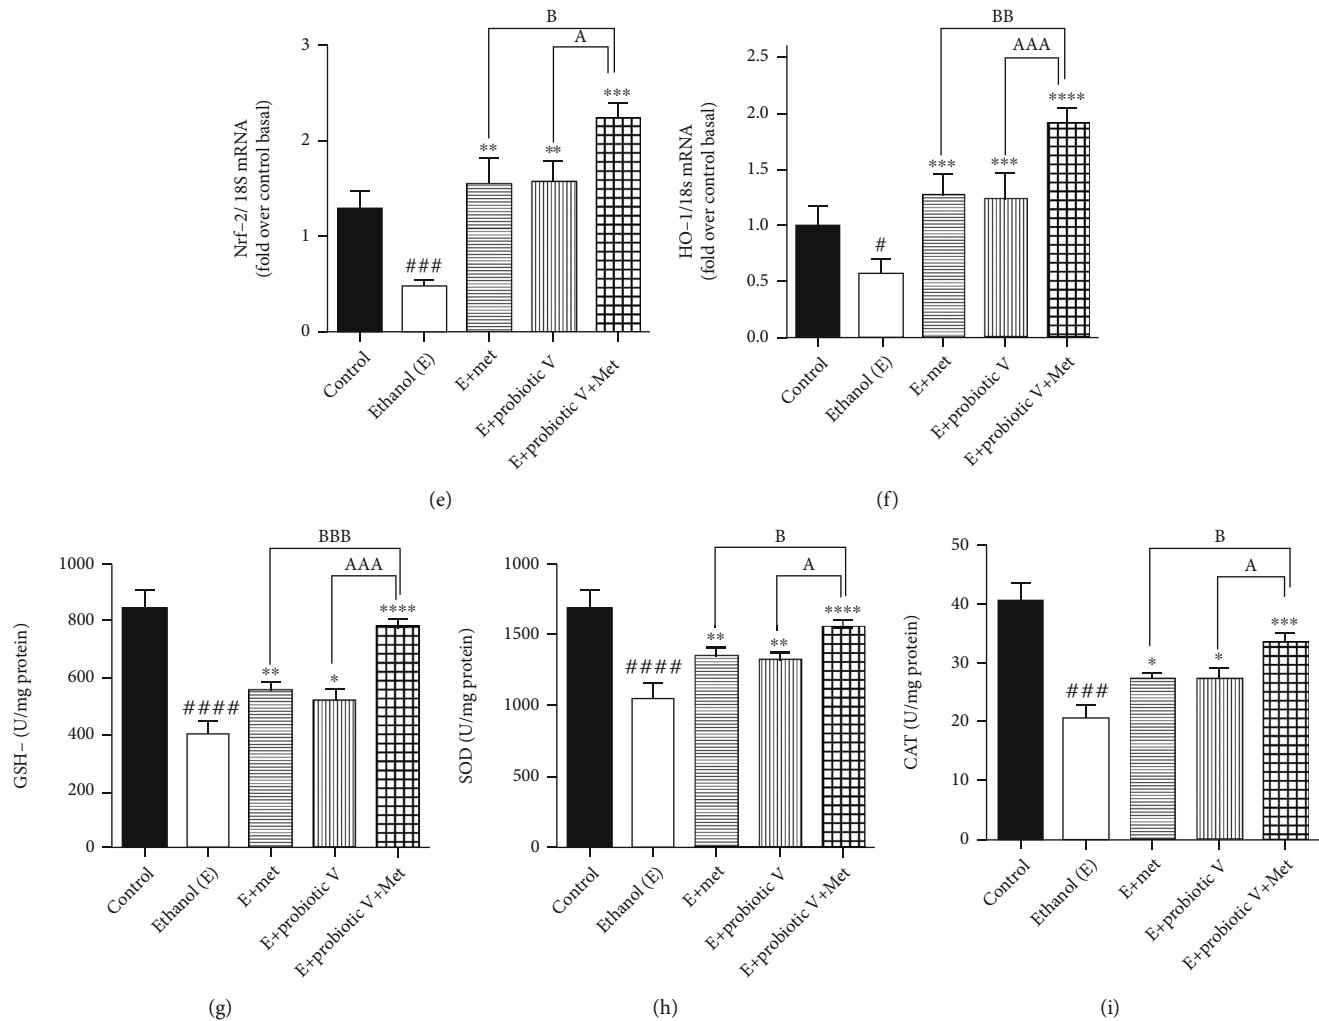 B
A
3
2
1
0
Nrf-2/ 18S mRNA
(fold over control basal)
###
**
**
***
Control
Ethanol (E)
E+met
E+probiotic V
E+probiotic V+Met
(e)
BB
AAA
2.5
2.0
1.5
1.0
0.5
0.0
HO-1/18s mRNA
(fold over control basal)
#
***
***
****
Control
Ethanol (E)
E+met
E+probiotic V
E+probiotic V+Met
(f)
BBB
AAA
1000
800
600
400
200
0
GSH- (U/mg protein)
####
**
*
****
Control
Ethanol (E)
E+met
E+probiotic V
E+probiotic V+Met
(g)
B
A
1000
1500
1000
500
0
SOD (U/mg protein)
####
**
**
****
Control
Ethanol (E)
E+met
E+probiotic V
E+probiotic V+Met
(h)
B
A
50
40
30
20
10
0
CAT (U/mg protein)
###
*
*
***
Control
Ethanol (E)
E+met
E+probiotic V
E+probiotic V+Met
(i)